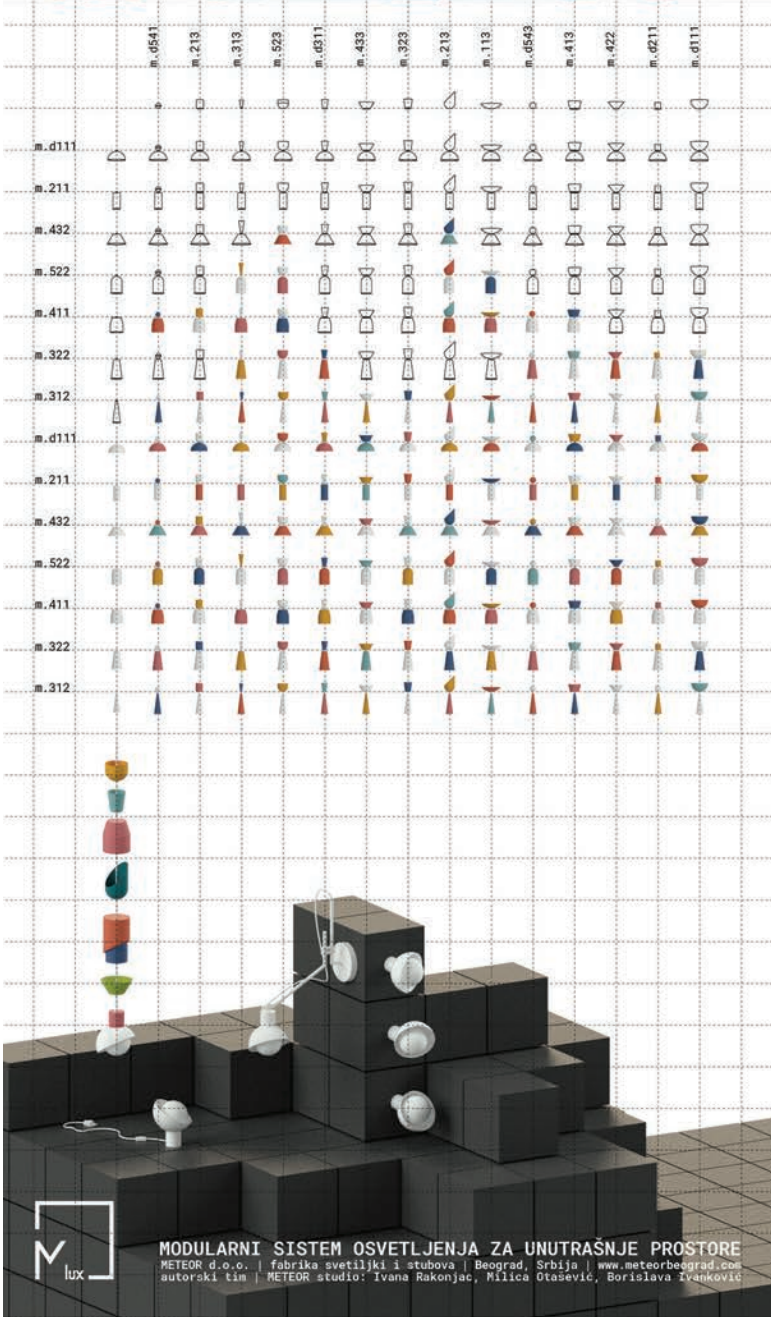 m.d541
m.213
m.313
m.523
m.d311
m.433
m.323
m.213
m.113
m.d543
m.413
m.422
m.d211
m.d111
m.d111
m.211
m.432
m.522
m.411
m.322
m.312
m.d111
m.211
m.432
m.522
m.411
m.322
m.312
M lux
MODULARNI SISTEM OSVETLJENJA ZA UNUTRAŠNJE PROSTORE
METEOR d.o.o. | fabrika svetiljki i stubova | Beograd, Srbija | www.meteorbeograd.com
autorski tim | METEOR studio: Ivana Rakonjac, Milica Otašević, Borislava Ivanković